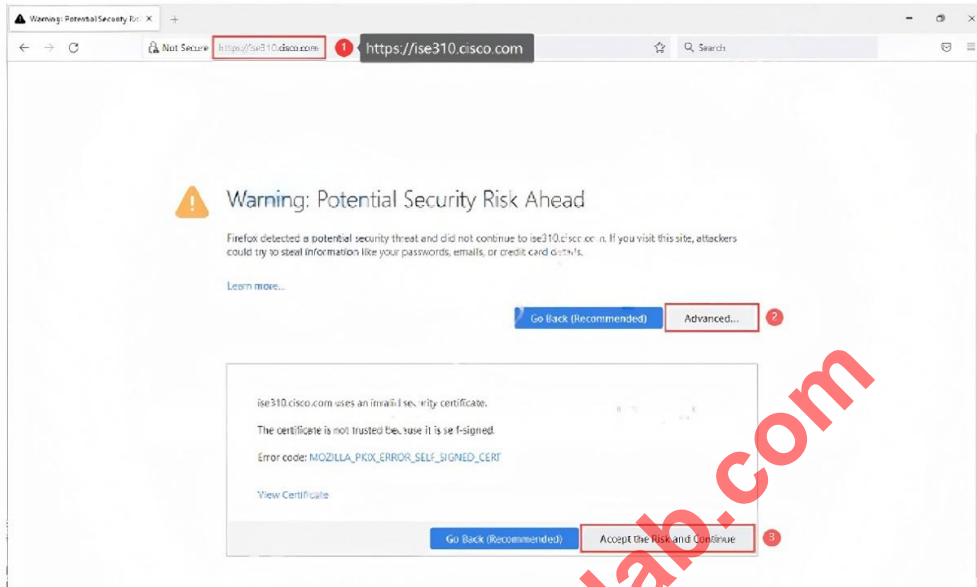 Warning: Potential Security Ris
Not Secure https://ise310.cisco.com 1 https://ise310.cisco.com Search
Warning: Potential Security Risk Ahead
Firefox detected a potential security threat and did not continue to ise310.cisco.com. If you visit this site, attackers
could try to steal information like your passwords, emails, or credit card details.
Learn more...
Go Back (Recommended) Advanced... 2
ise310.cisco.com uses an invalid security certificate.
The certificate is not trusted because it is self-signed.
Error code: MOZILLA_PKIX_ERROR_SELF_SIGNED_CERT
View Certificate
Go Back (Recommended) Accept the Risk and Continue 3
lab.com